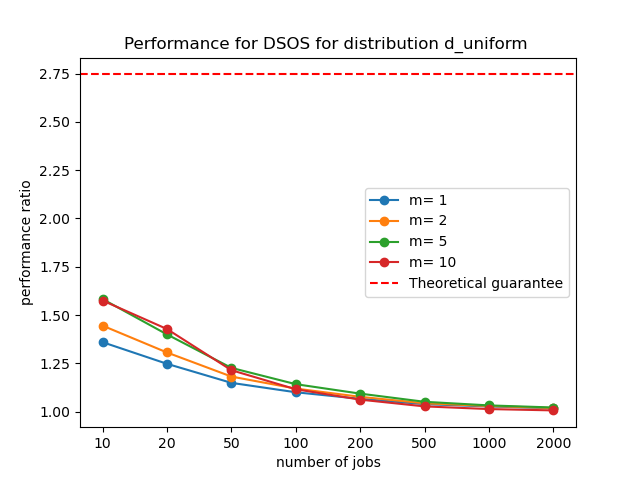 Performance for DSOS for distribution d_uniform
performance ratio
2.75
2.50
2.25
2.00
1.75
1.50
1.25
1.00
m= 1
m= 2
m= 5
m= 10
Theoretical guarantee
10 20 50 100 200 500 1000 2000
number of jobs